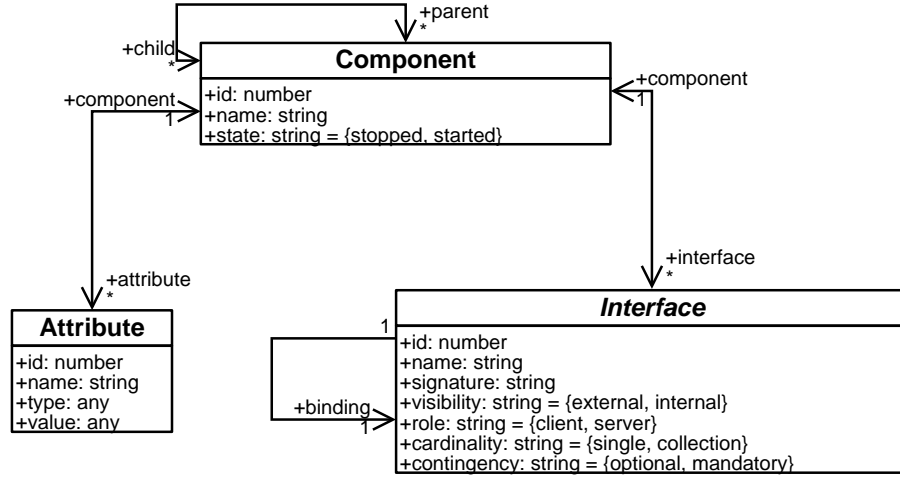 +parent
*
+child
*
Component
+id: number
+name: string
+state: string = {stopped, started}
+component
1
+component
1
+attribute
*
+interface
*
Attribute
+id: number
+name: string
+type: any
+value: any
Interface
+id: number
+name: string
+signature: string
+visibility: string = {external, internal}
+role: string = {client, server}
+cardinality: string = {single, collection}
+contingency: string = {optional, mandatory}
1
+binding
1